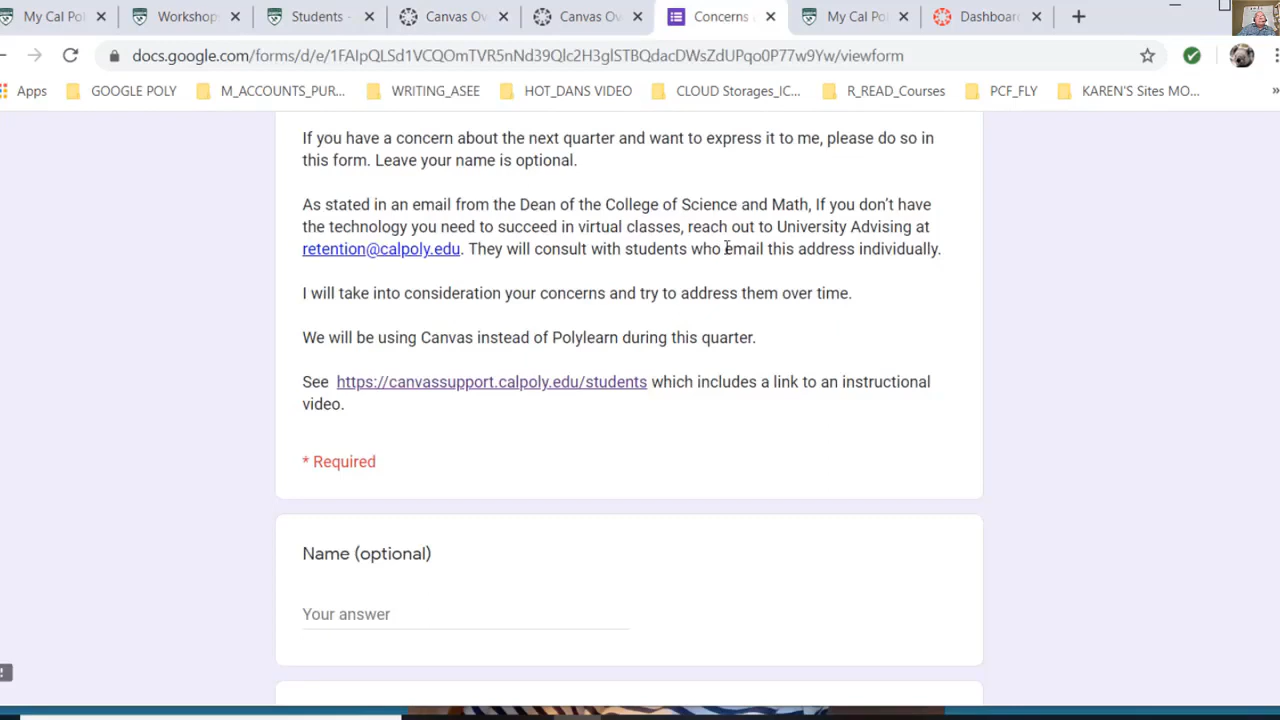 My Cal Pol
Workshop
Students -
Canvas Ov
Canvas Ov
Concerns
My Cal Pol
Dashboard
docs.google.com/forms/d/e/1FAIpQLSd1VCQOmTVR5nNd39Qlc2H3glSTBQdacDWsZdUPqo0P77w9Yw/viewform
Apps GOOGLE POLY M_ACCOUNTS_PUR... WRITING_ASEE HOT_DANS VIDEO CLOUD Storages_IC... R_READ_Courses PCF_FLY KAREN'S Sites MO... »
If you have a concern about the next quarter and want to express it to me, please do so in
this form. Leave your name is optional.
As stated in an email from the Dean of the College of Science and Math, If you don't have
the technology you need to succeed in virtual classes, reach out to University Advising at
retention@calpoly.edu. They will consult with students who email this address individually.
I will take into consideration your concerns and try to address them over time.
We will be using Canvas instead of Polylearn during this quarter.
See https://canvassupport.calpoly.edu/students which includes a link to an instructional
video.
* Required
Name (optional)
Your answer